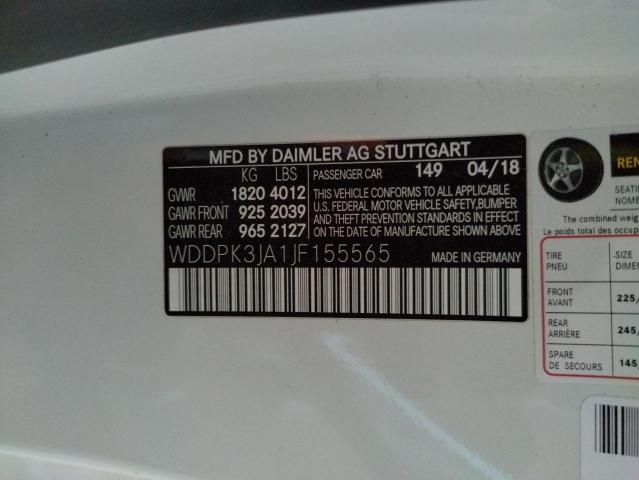 MFD BY DAIMLER AG STUTTGART
KG LBS PASSENGER CAR 149 04/18
GVWR 1820 4012
GAWR FRONT 925 2039
GAWR REAR 965 2127
THIS VEHICLE CONFORMS TO ALL APPLICABLE
U.S. FEDERAL MOTOR VEHICLE SAFETY,BUMPER
AND THEFT PREVENTION STANDARDS IN EFFECT
ON THE DATE OF MANUFACTURE SHOWN ABOVE
WDDPK3JA1JF155565 MADE IN GERMANY
The combined
Le poids total des
TIRE
PNEU
SIZE
FRONT
AVANT
225/
REAR
ARRIÈRE
245/
SPARE
DE SECOURS
145/